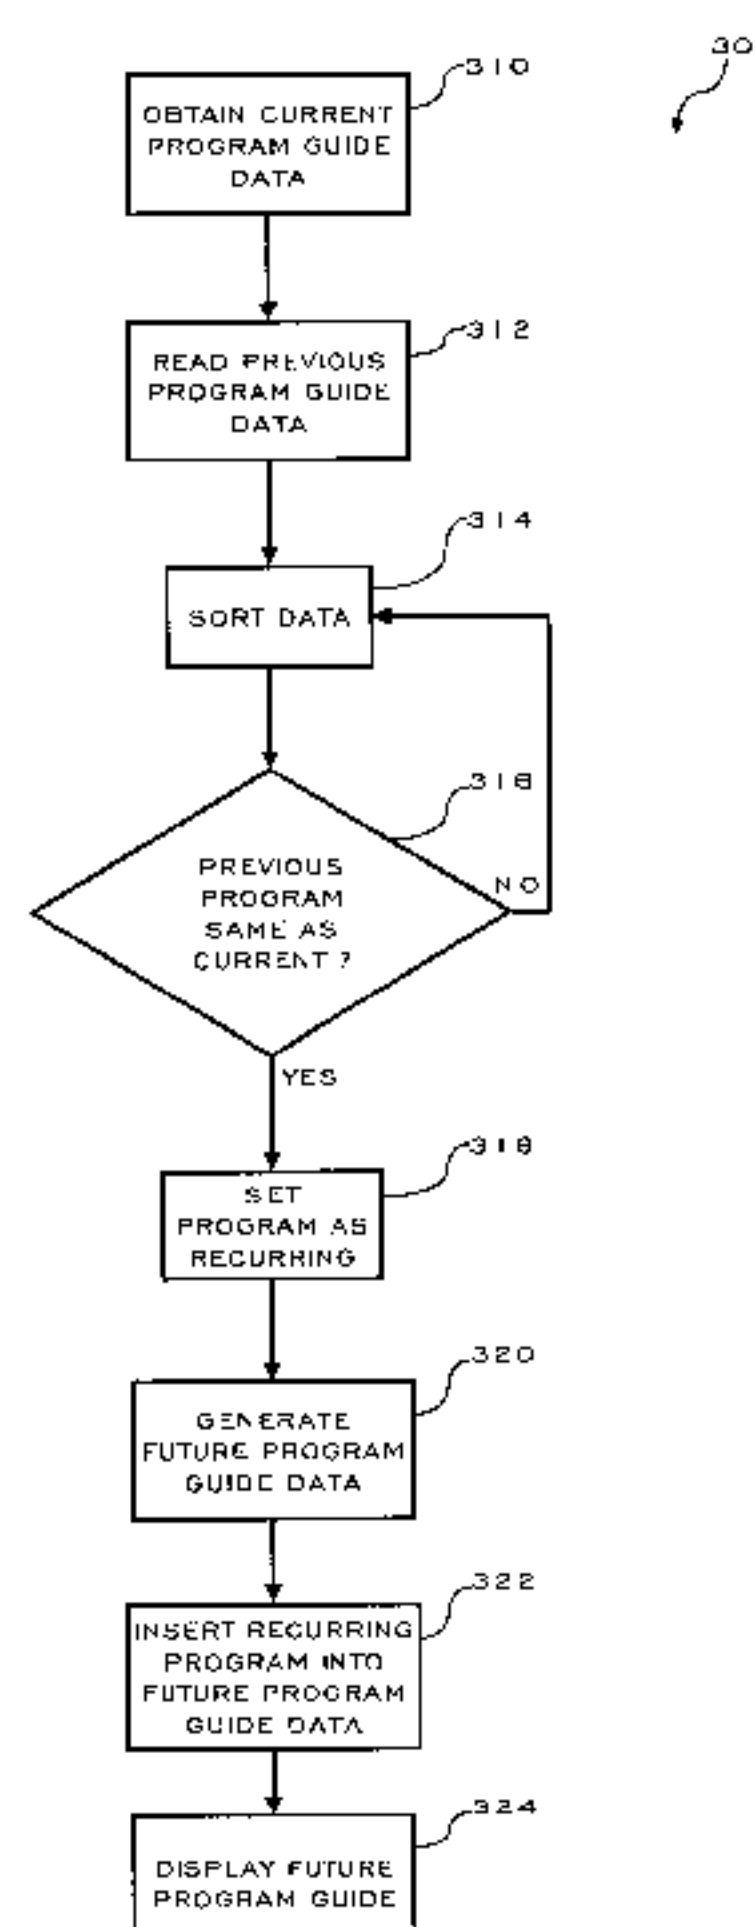 30
310
OBTAIN CURRENT
PROGRAM GUIDE
DATA
312
READ PREVIOUS
PROGRAM GUIDE
DATA
314
SORT DATA
316
PREVIOUS
PROGRAM
SAME AS
CURRENT ?
NO
YES
318
SET
PROGRAM AS
RECURRING
320
GENERATE
FUTURE PROGRAM
GUIDE DATA
322
INSERT RECURRING
PROGRAM INTO
FUTURE PROGRAM
GUIDE DATA
324
DISPLAY FUTURE
PROGRAM GUIDE